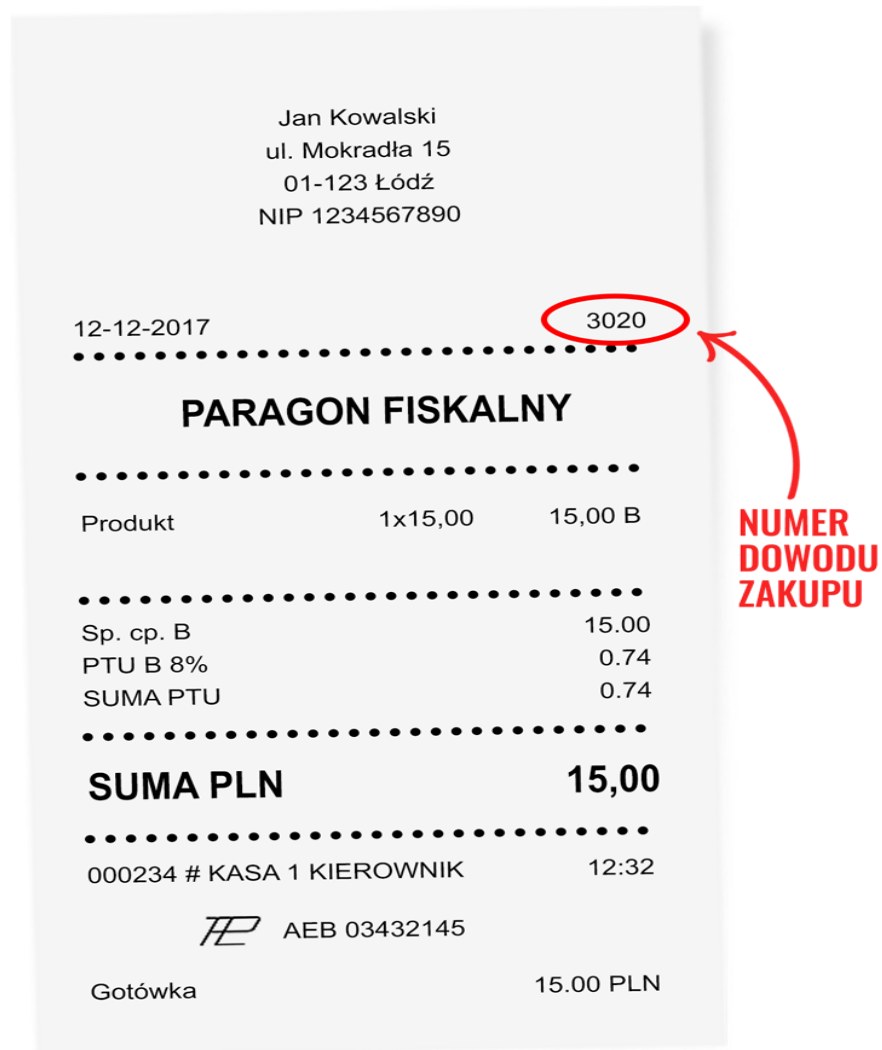 Jan Kowalski
ul. Mokradła 15
01-123 Łódź
NIP 1234567890
12-12-2017 3020
PARAGON FISKALNY
Produkt 1x15,00 15,00 B
Sp. cp. B 15.00
PTU B 8% 0.74
SUMA PTU 0.74
SUMA PLN 15,00
000234 # KASA 1 KIEROWNIK 12:32
AEB 03432145
Gotówka 15.00 PLN
NUMER
DOWODU
ZAKUPU